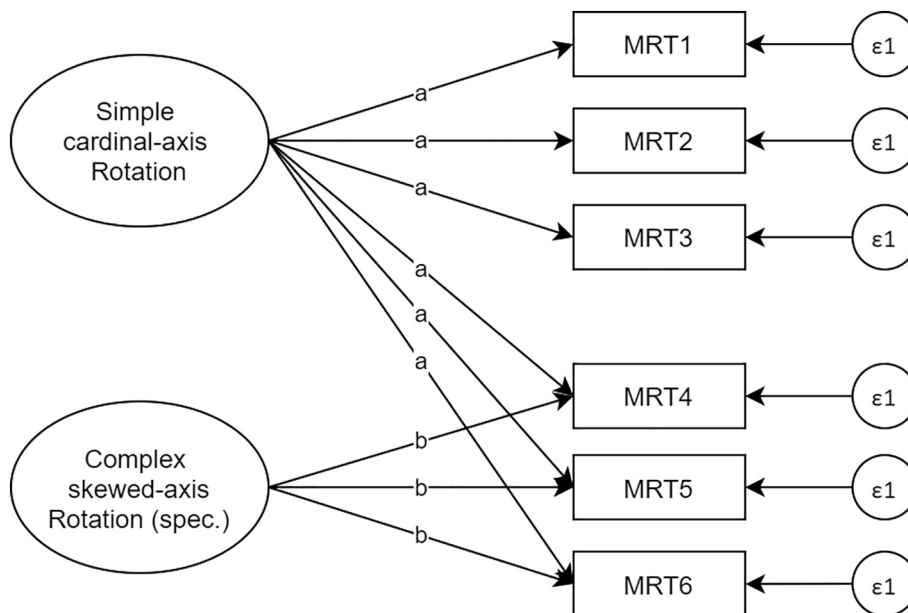 Simple
cardinal-axis
Rotation
a
a
a
a
a
a
MRT1
ε1
MRT2
ε1
MRT3
ε1
Complex
skewed-axis
Rotation (spec.)
b
b
b
MRT4
ε1
MRT5
ε1
MRT6
ε1